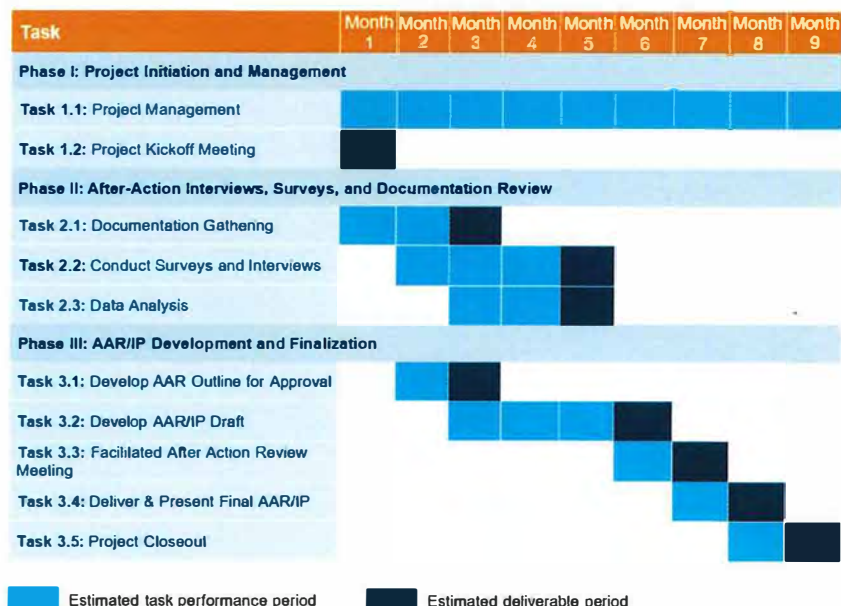 Task Month Month Month Month Month Month Month Month Month
1 2 3 4 5 6 7 8 9
Phase I: Project Initiation and Management
Task 1.1: Project Management
Task 1.2: Project Kickoff Meeting
Phase II: After-Action Interviews, Surveys, and Documentation Review
Task 2.1: Documentation Gathering
Task 2.2: Conduct Surveys and Interviews
Task 2.3: Data Analysis
Phase III: AAR/IP Development and Finalization
Task 3.1: Develop AAR Outline for Approval
Task 3.2: Develop AAR/IP Draft
Task 3.3: Facilitated After Action Review
Meeting
Task 3.4: Deliver & Present Final AAR/IP
Task 3.5: Project Closeout
Estimated task performance period Estimated deliverable period